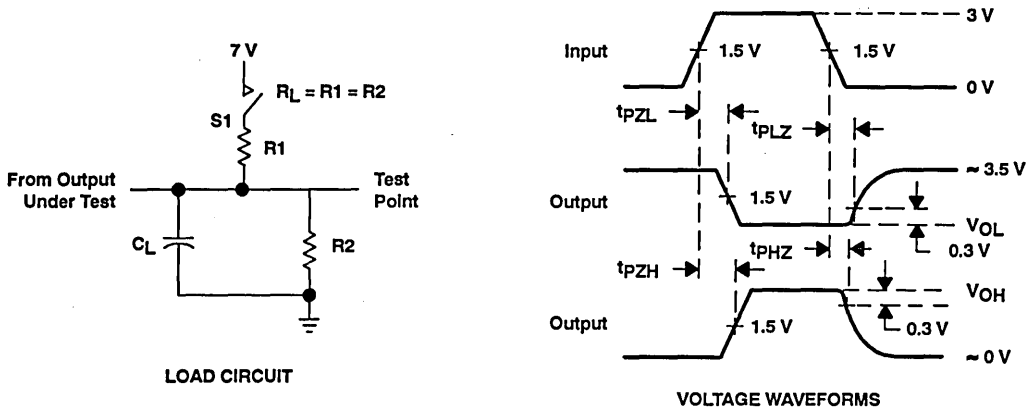 7 V
RL = R1 = R2
S1
R1
From Output
Under Test
Test
Point
CL
R2
LOAD CIRCUIT
3 V
Input
1.5 V
1.5 V
0 V
tPZL
tPLZ
≈ 3.5 V
Output
1.5 V
VOL
0.3 V
tPZH
tPHZ
VOH
Output
1.5 V
0.3 V
≈ 0 V
VOLTAGE WAVEFORMS